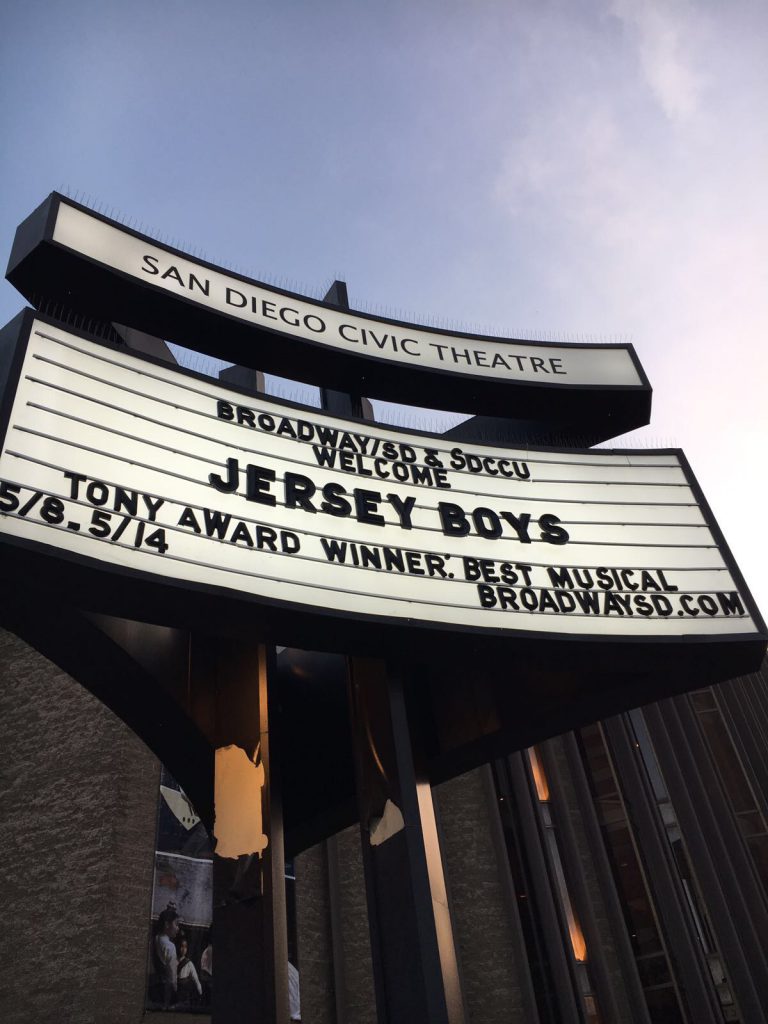 SAN DIEGO CIVIC THEATRE
BROADWAY/SD & SDCCU
WELCOME
JERSEY BOYS
TONY AWARD WINNER: BEST MUSICAL
5/8-5/14
BROADWAYSD.COM